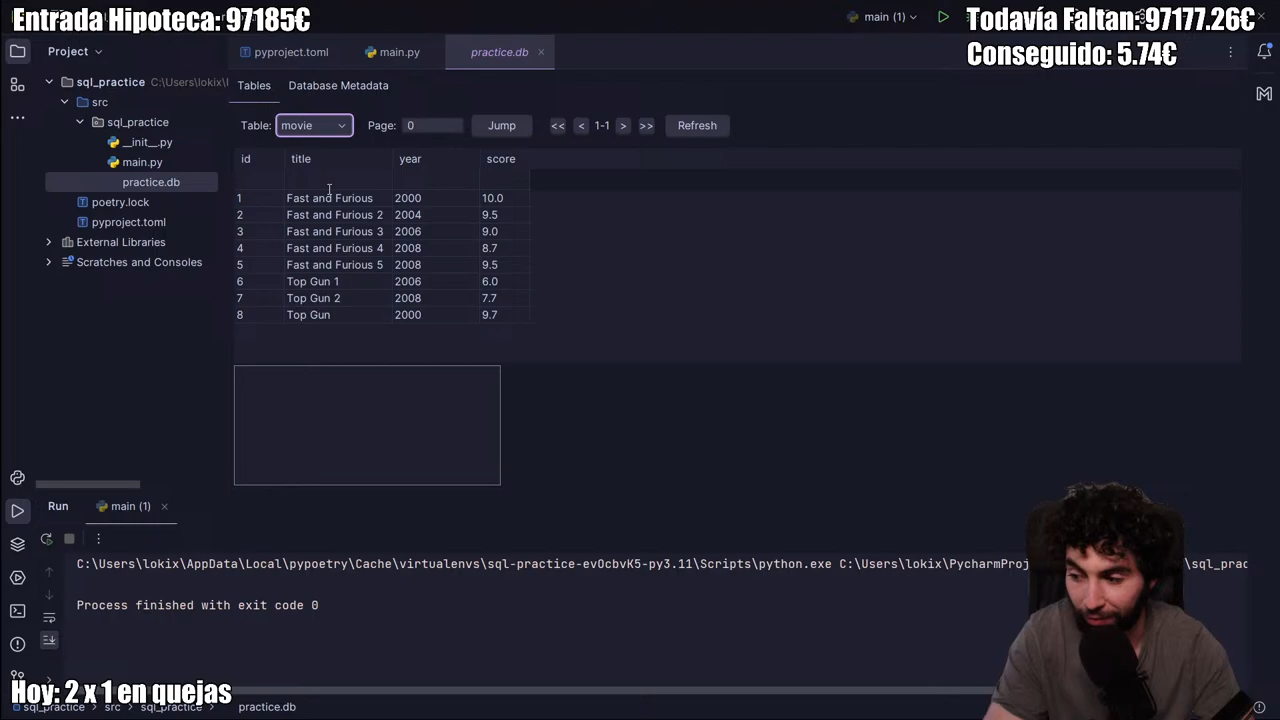 Entrada Hipoteca: 97185€
main (1)
Todavía Faltan: 97177.26€
Conseguido: 5.74€
Project
pyproject.toml
main.py
practice.db
sql_practice C:\Users\lokix\
src
sql_practice
__init__.py
main.py
practice.db
poetry.lock
pyproject.toml
External Libraries
Scratches and Consoles
Tables
Database Metadata
Table: movie
Page: 0
Jump
<< < 1-1 > >>
Refresh
id title year score
1 Fast and Furious 2000 10.0
2 Fast and Furious 2 2004 9.5
3 Fast and Furious 3 2006 9.0
4 Fast and Furious 4 2008 8.7
5 Fast and Furious 5 2008 9.5
6 Top Gun 1 2006 6.0
7 Top Gun 2 2008 7.7
8 Top Gun 2000 9.7
Run
main (1)
C:\Users\lokix\AppData\Local\pypoetry\Cache\virtualenvs\sql-practice-evOcbvK5-py3.11\Scripts\python.exe C:\Users\lokix\PycharmProj \sql_prac
Process finished with exit code 0
Hoy: 2 x 1 en quejas
sql_practice > src > sql_practice > practice.db